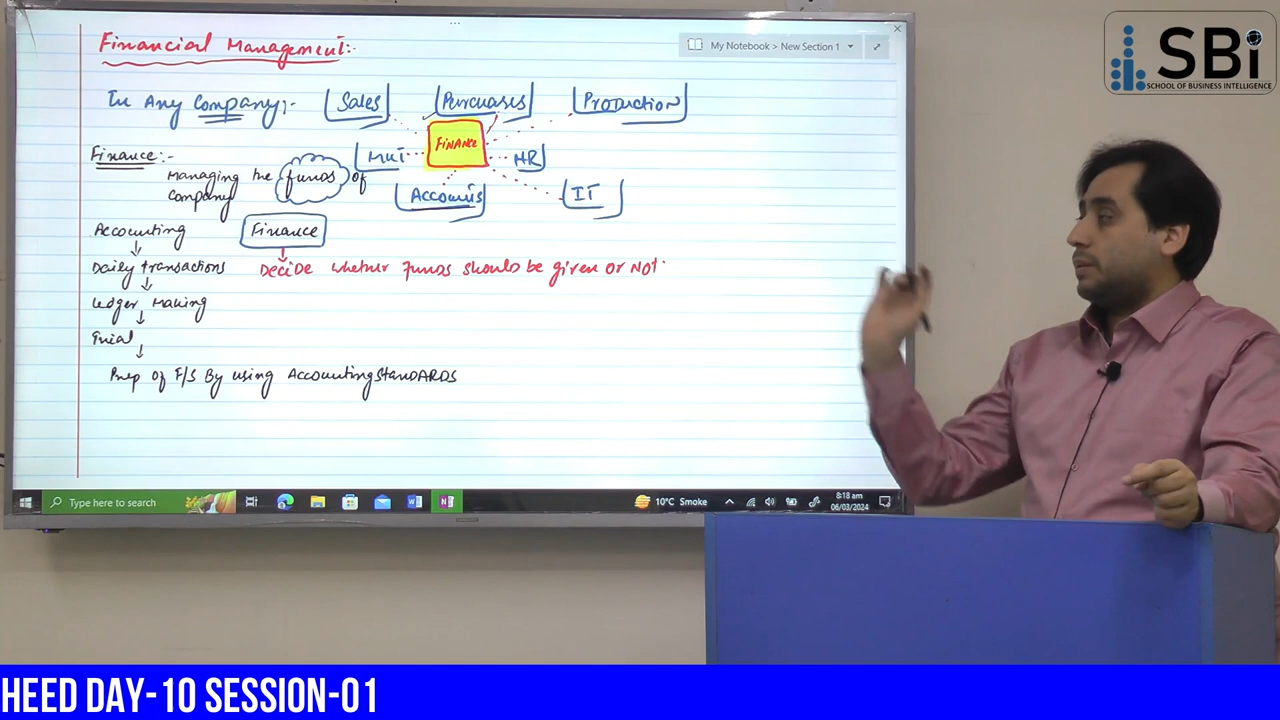 Financial Management:-
My Notebook > New Section 1
SBi
SCHOOL OF BUSINESS INTELLIGENCE
In Any Company:- Sales Purchases Production
FINANCE
MKT HR
Accounts IT
Finance:-
Managing the funds of
Company
Accounting Finance
Daily transactions Decide whether funds should be given or Not.
Ledger Making
Trial
Prep of F/S By using Accounting STANDARDS
Type here to search
10°C Smoke
8:18 am
06/03/2024
HEED DAY-10 SESSION-01